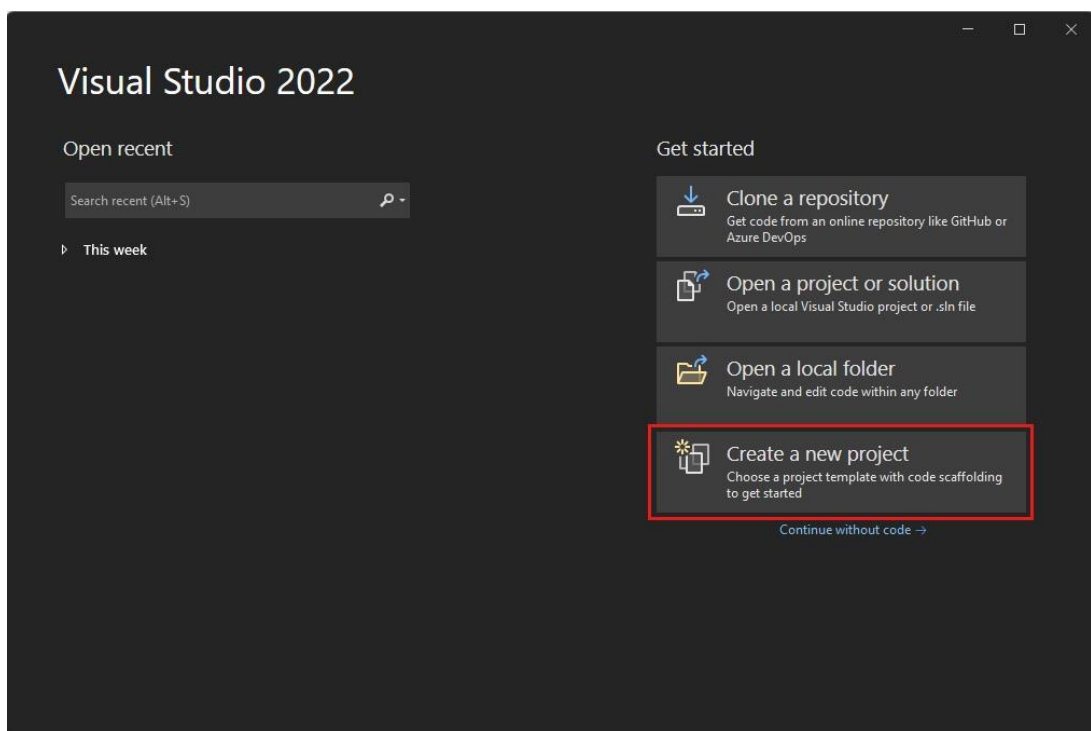 Visual Studio 2022
Open recent
Search recent (Alt+S)
This week
Get started
Clone a repository
Get code from an online repository like GitHub or
Azure DevOps
Open a project or solution
Open a local Visual Studio project or .sln file
Open a local folder
Navigate and edit code within any folder
Create a new project
Choose a project template with code scaffolding
to get started
Continue without code →